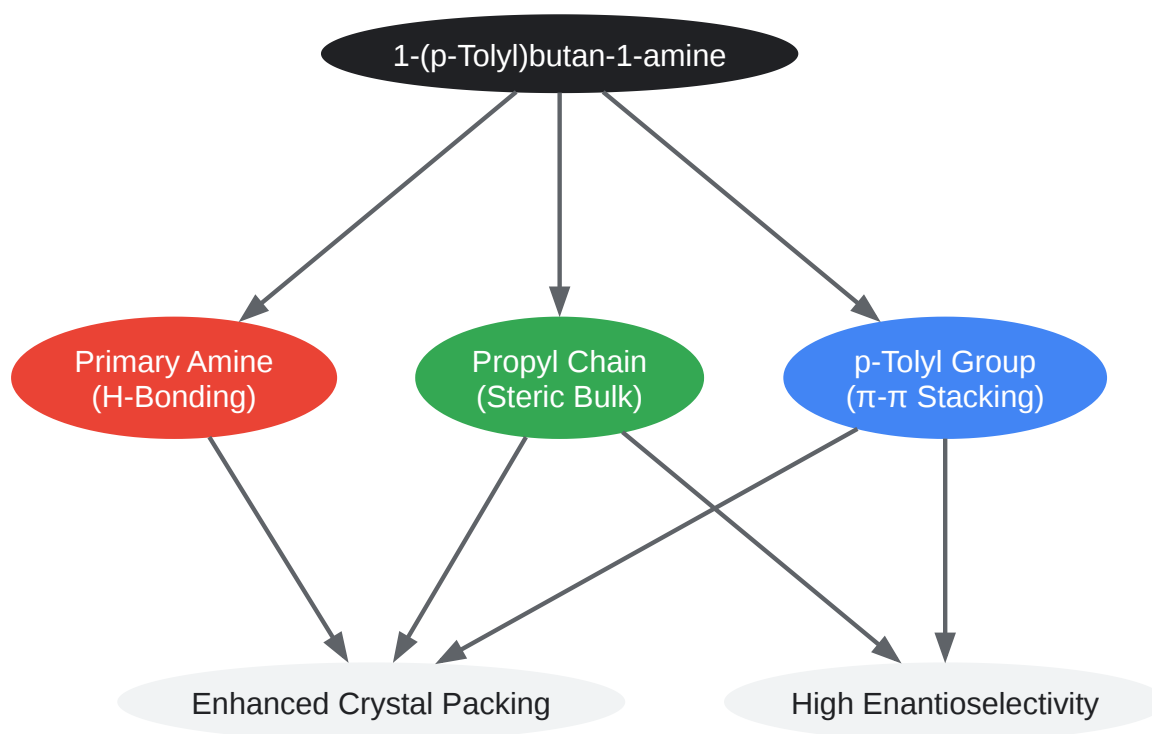 1-(p-Tolyl)butan-1-amine
Primary Amine
(H-Bonding)
Propyl Chain
(Steric Bulk)
p-Tolyl Group
(π-π Stacking)
Enhanced Crystal Packing
High Enantioselectivity